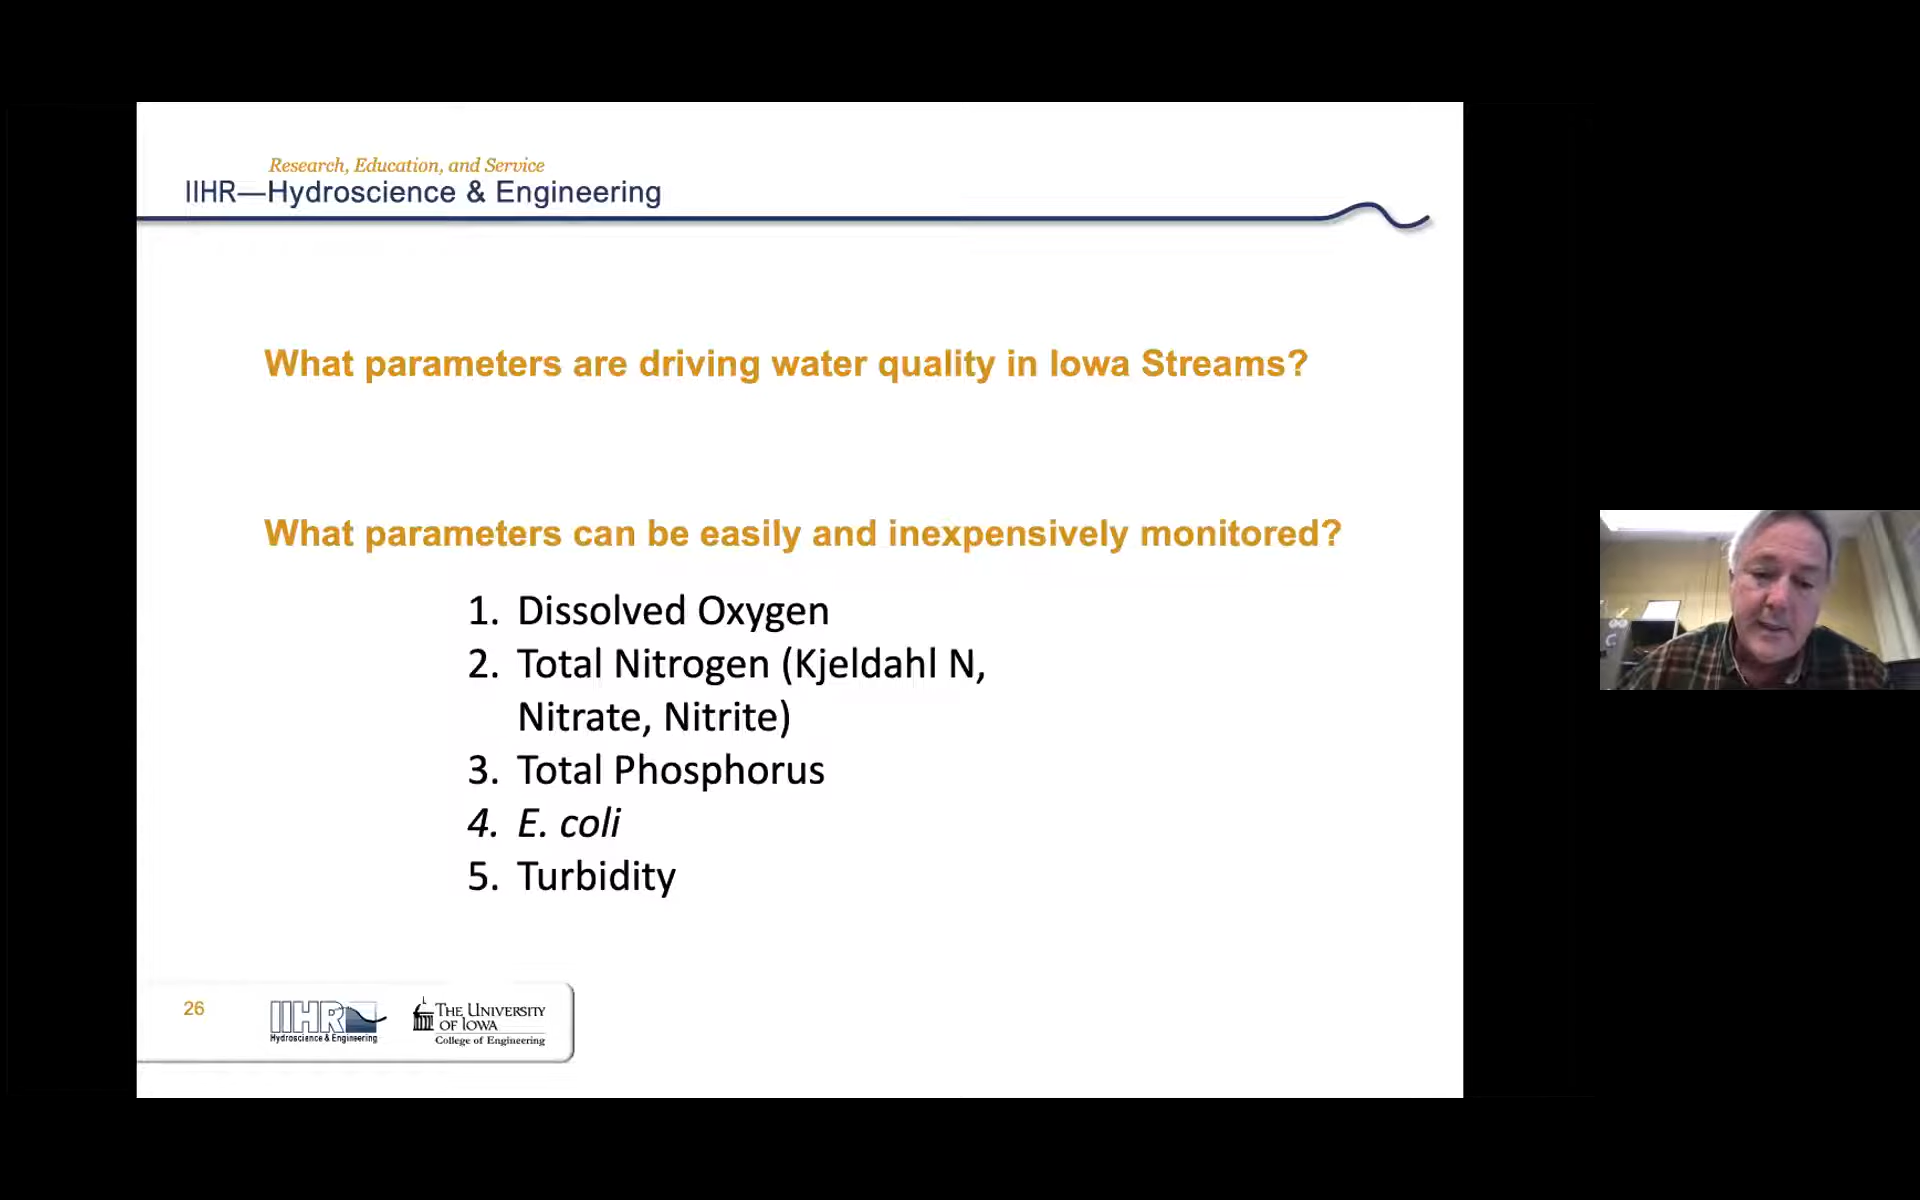 Research, Education, and Service
IIHR—Hydroscience & Engineering
What parameters are driving water quality in Iowa Streams?
What parameters can be easily and inexpensively monitored?
1. Dissolved Oxygen
2. Total Nitrogen (Kjeldahl N,
Nitrate, Nitrite)
3. Total Phosphorus
4. E. coli
5. Turbidity
26
IIHR
Hydroscience & Engineering
THE UNIVERSITY
OF IOWA
College of Engineering